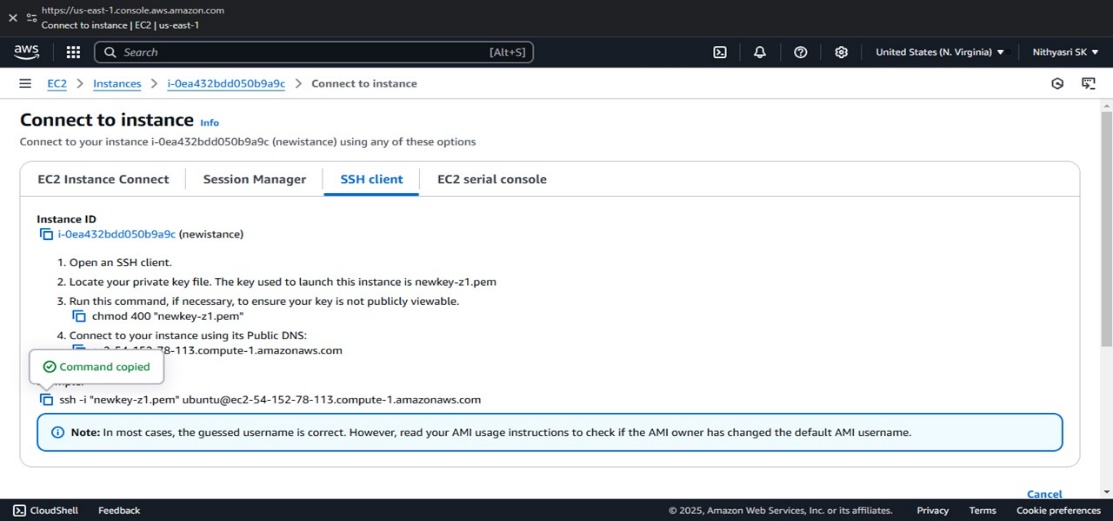 https://us-east-1.console.aws.amazon.com
Connect to instance | EC2 | us-east-1
aws Search [Alt+S] United States (N. Virginia) Nithyasri SK
EC2 > Instances > i-0ea432bdd050b9a9c > Connect to instance
Connect to instance Info
Connect to your instance i-0ea432bdd050b9a9c (newistance) using any of these options
EC2 Instance Connect Session Manager SSH client EC2 serial console
Instance ID
i-0ea432bdd050b9a9c (newistance)
1. Open an SSH client.
2. Locate your private key file. The key used to launch this instance is newkey-z1.pem
3. Run this command, if necessary, to ensure your key is not publicly viewable.
chmod 400 "newkey-z1.pem"
4. Connect to your instance using its Public DNS:
78-113.compute-1.amazonaws.com
Command copied
ssh -i "newkey-z1.pem" ubuntu@ec2-54-152-78-113.compute-1.amazonaws.com
Note: In most cases, the guessed username is correct. However, read your AMI usage instructions to check if the AMI owner has changed the default AMI username.
Cancel
CloudShell Feedback © 2025, Amazon Web Services, Inc. or its affiliates. Privacy Terms Cookie preferences